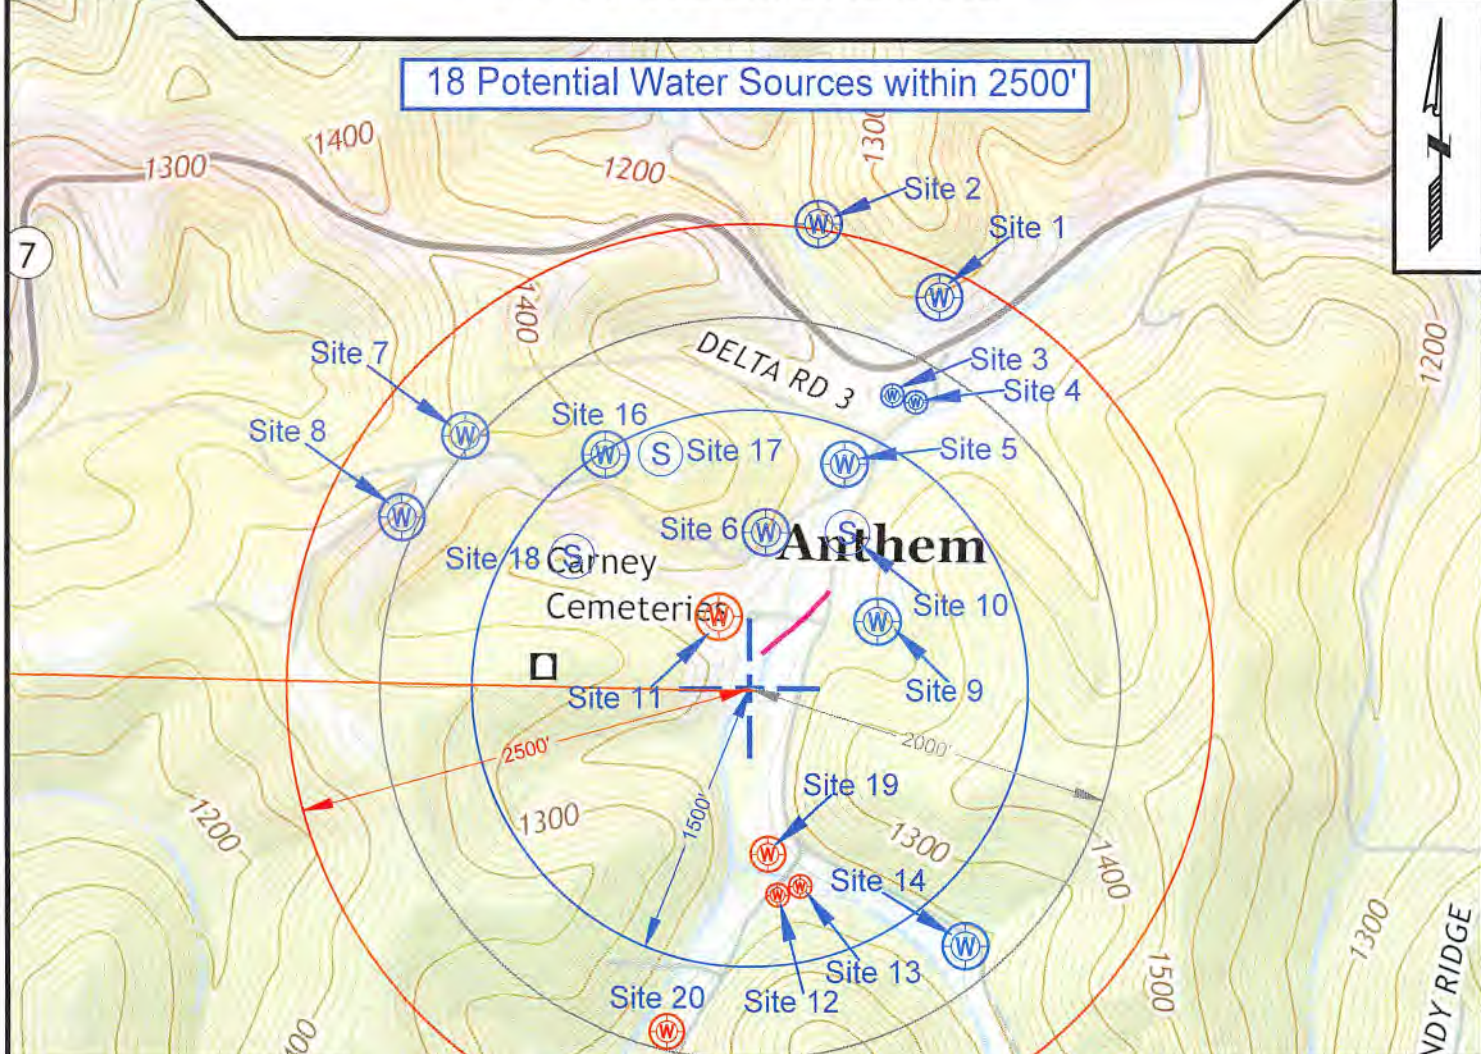 18 Potential Water Sources within 2500'
1300
1400
1200
1300
7
Site 2
W
Site 1
W
1400
DELTA RD 3
Site 3
W
Site 4
W
1200
Site 7
W
Site 8
W
Site 16
W
S
Site 17
W
Site 5
Site 6
W
S
Anthem
Site 18
S
Carney
Cemeteries
W
Site 10
W
Site 11
Site 9
2500'
2000'
1500'
Site 19
W
1200
1300
1300
1400
W
W
Site 14
W
Site 13
Site 12
Site 20
W
1500
1300
NDY RIDGE
00